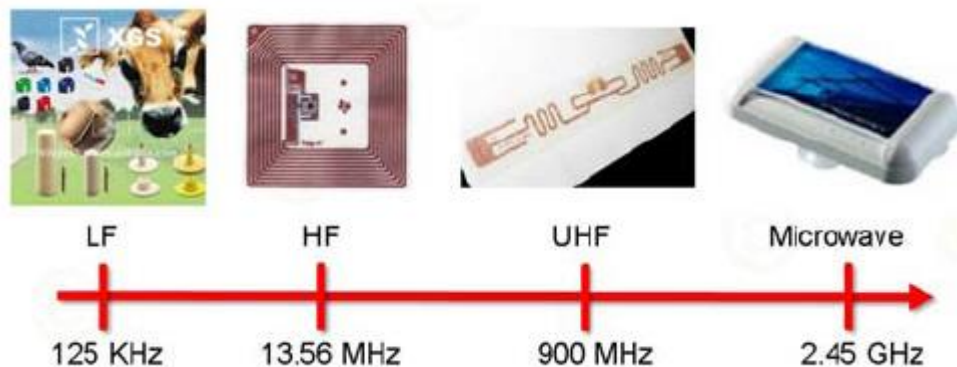 XGS
LF
HF
UHF
Microwave
125 KHz
13.56 MHz
900 MHz
2.45 GHz